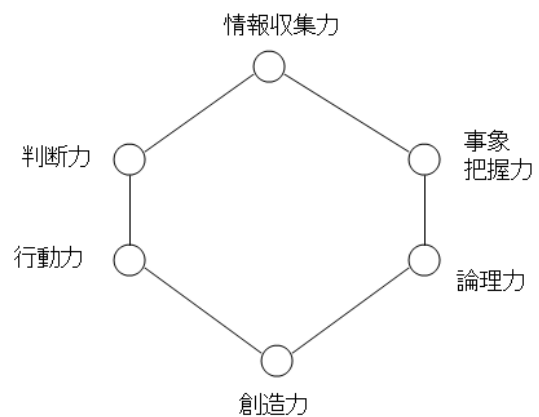 情報収集力
判断力
事象
把握力
行動力
論理力
創造力